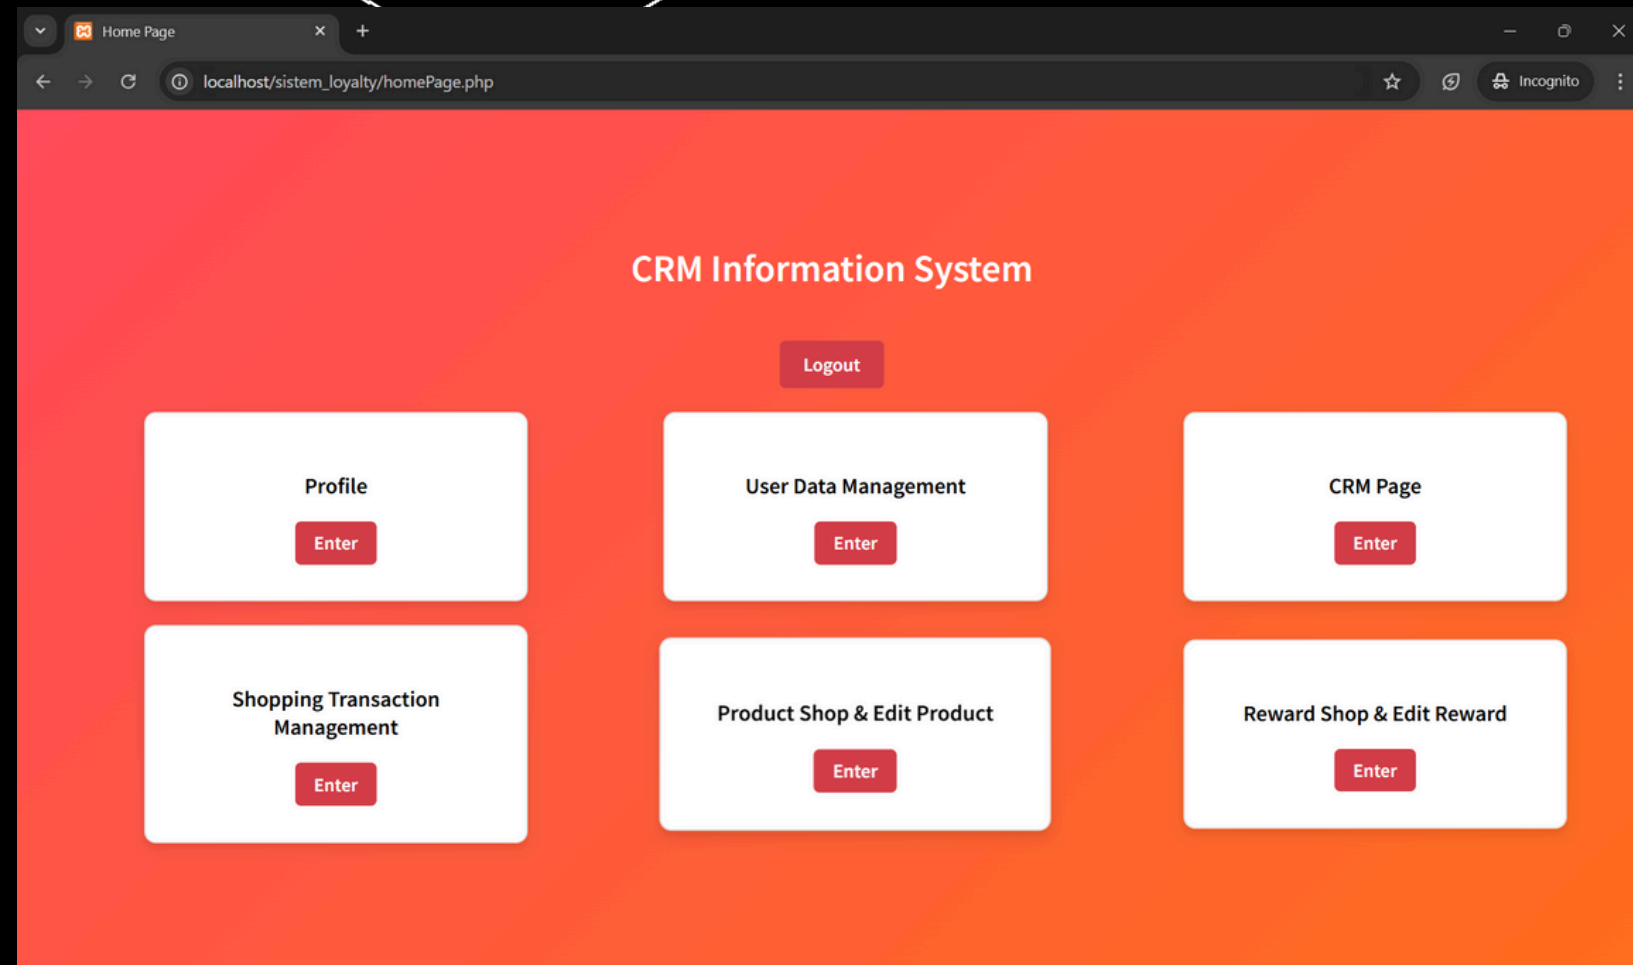 Home Page
localhost/sistem_loyalty/homePage.php
Incognito
CRM Information System
Logout
Profile
Enter
User Data Management
Enter
CRM Page
Enter
Shopping Transaction
Management
Enter
Product Shop & Edit Product
Enter
Reward Shop & Edit Reward
Enter